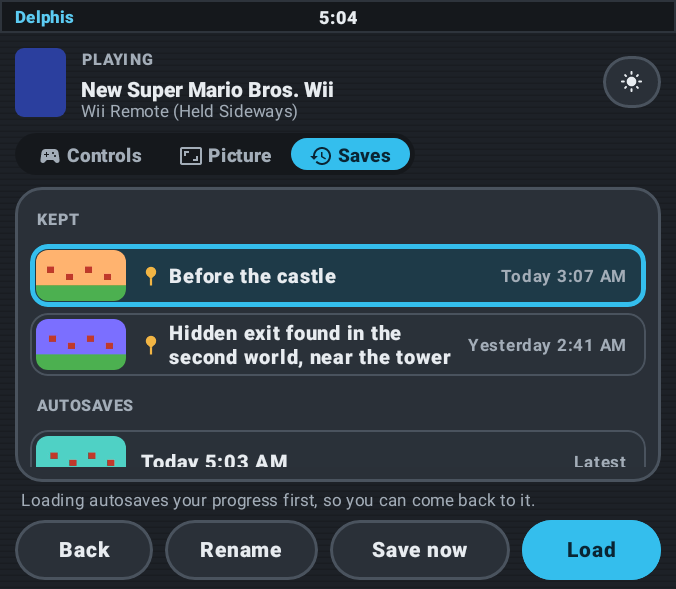 Delphis
5:04
PLAYING
New Super Mario Bros. Wii
Wii Remote (Held Sideways)
Controls
Picture
Saves
KEPT
Before the castle
Today 3:07 AM
Hidden exit found in the
second world, near the tower
Yesterday 2:41 AM
AUTOSAVES
Today 5:03 AM
Latest
Loading autosaves your progress first, so you can come back to it.
Back
Rename
Save now
Load